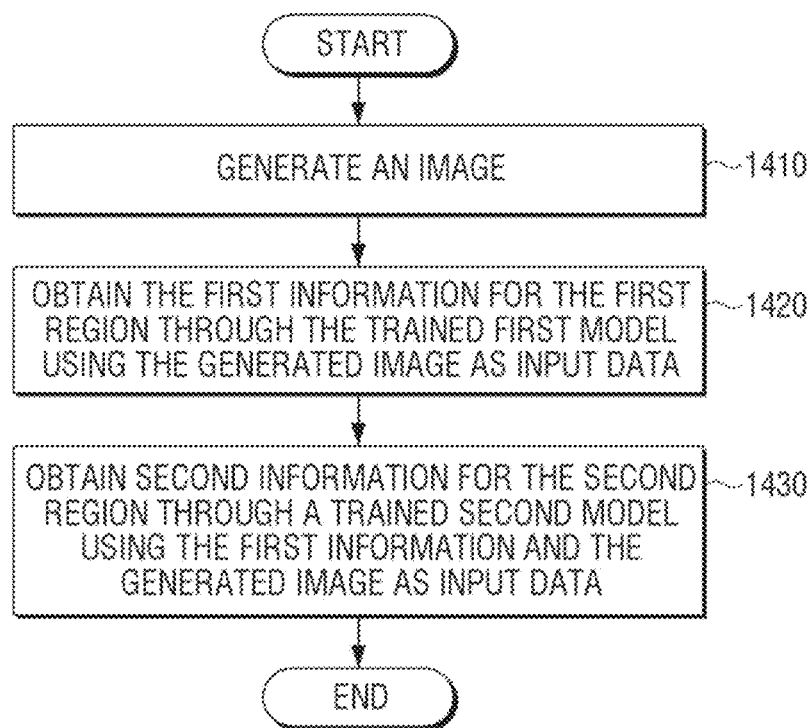 START
GENERATE AN IMAGE
1410
OBTAIN THE FIRST INFORMATION FOR THE FIRST
REGION THROUGH THE TRAINED FIRST MODEL
USING THE GENERATED IMAGE AS INPUT DATA
1420
OBTAIN SECOND INFORMATION FOR THE SECOND
REGION THROUGH A TRAINED SECOND MODEL
USING THE FIRST INFORMATION AND THE
GENERATED IMAGE AS INPUT DATA
1430
END